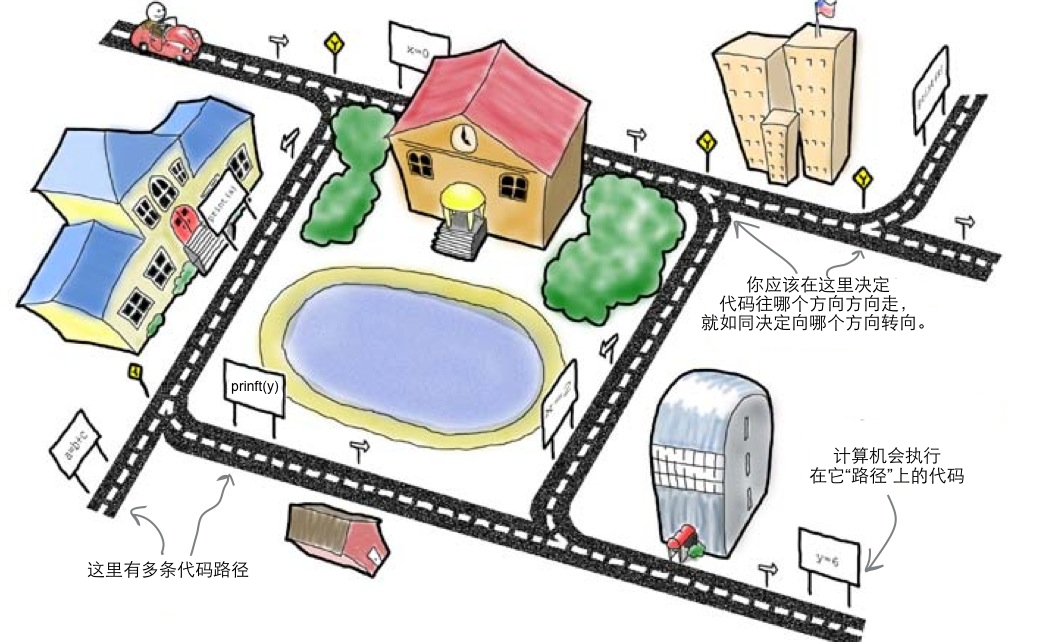 x=0
print(x)
你应该在这里决定
代码往哪个方向方向走，
就如同决定向哪个方向转向。
prinft(y)
x=2
a=b+c
计算机会执行
在它“路径”上的代码
y=6
这里有多条代码路径